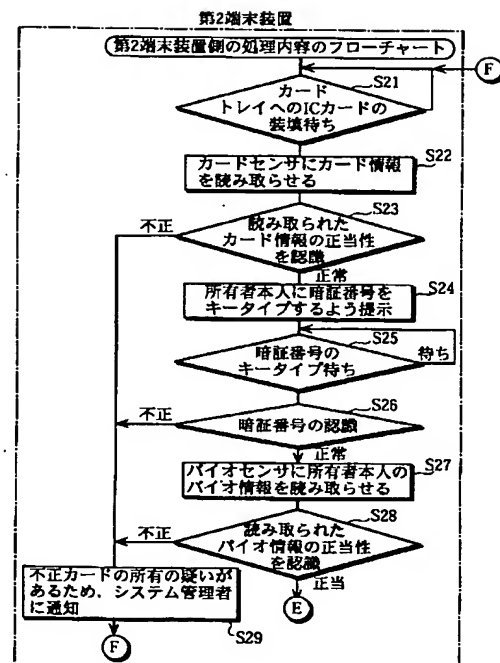 第2端末装置
第2端末装置側の処理内容のフローチャート
F
S21
カード
トレイへのICカードの
装填待ち
S22
カードセンサにカード情報
を読み取らせる
S23
不正
読み取られた
カード情報の正当性
を認識
正常
S24
所有者本人に暗証番号を
キータイプするよう提示
S25
暗証番号の
キータイプ待ち
待ち
S26
不正
暗証番号の認識
正常
S27
バイオセンサに所有者本人の
バイオ情報を読み取らせる
S28
不正
読み取られた
バイオ情報の正当性
を認識
正当
不正カードの所有の疑いが
あるため、システム管理者
に通知
E
S29
F